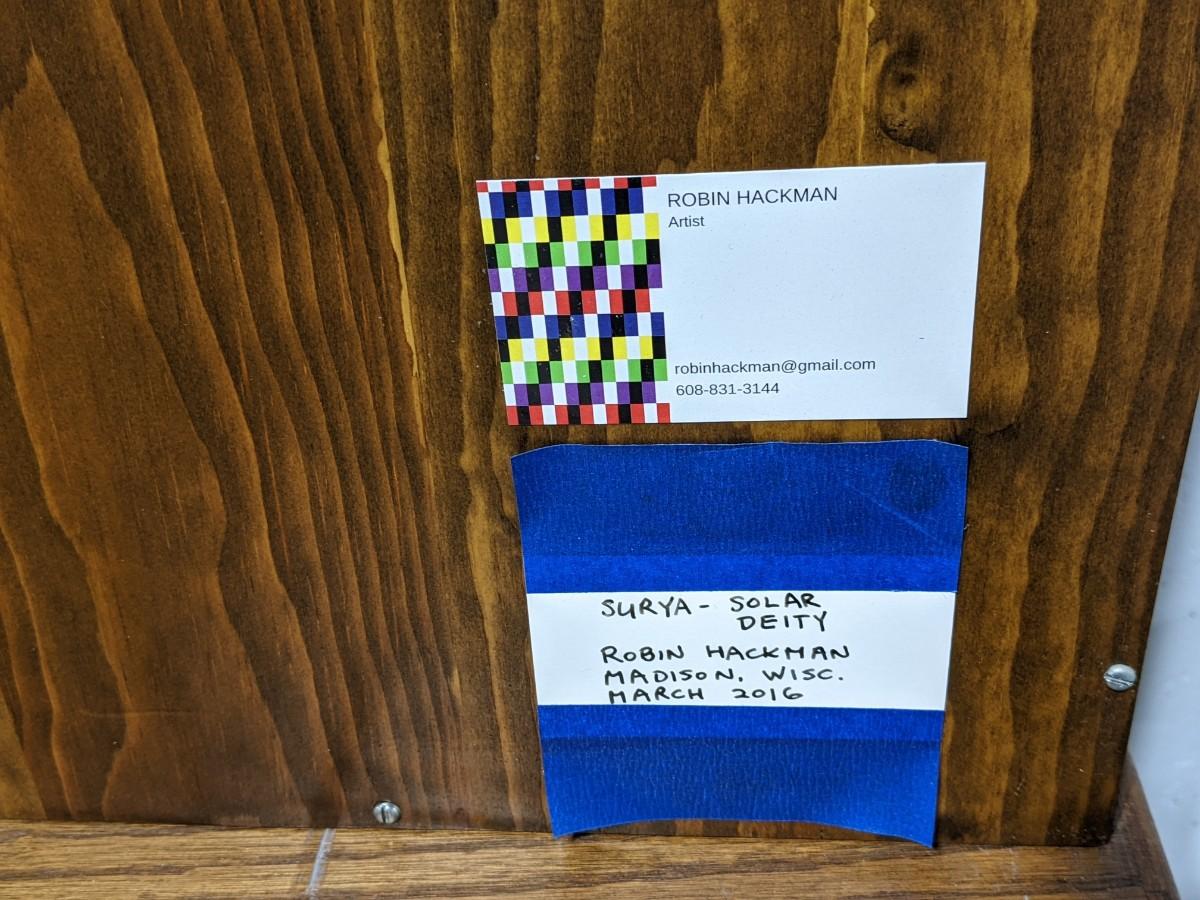 ROBIN HACKMAN
Artist
robinhackman@gmail.com
608-831-3144
SURYA - SOLAR
DEITY
ROBIN HACKMAN
MADISON, WISC.
MARCH 2016